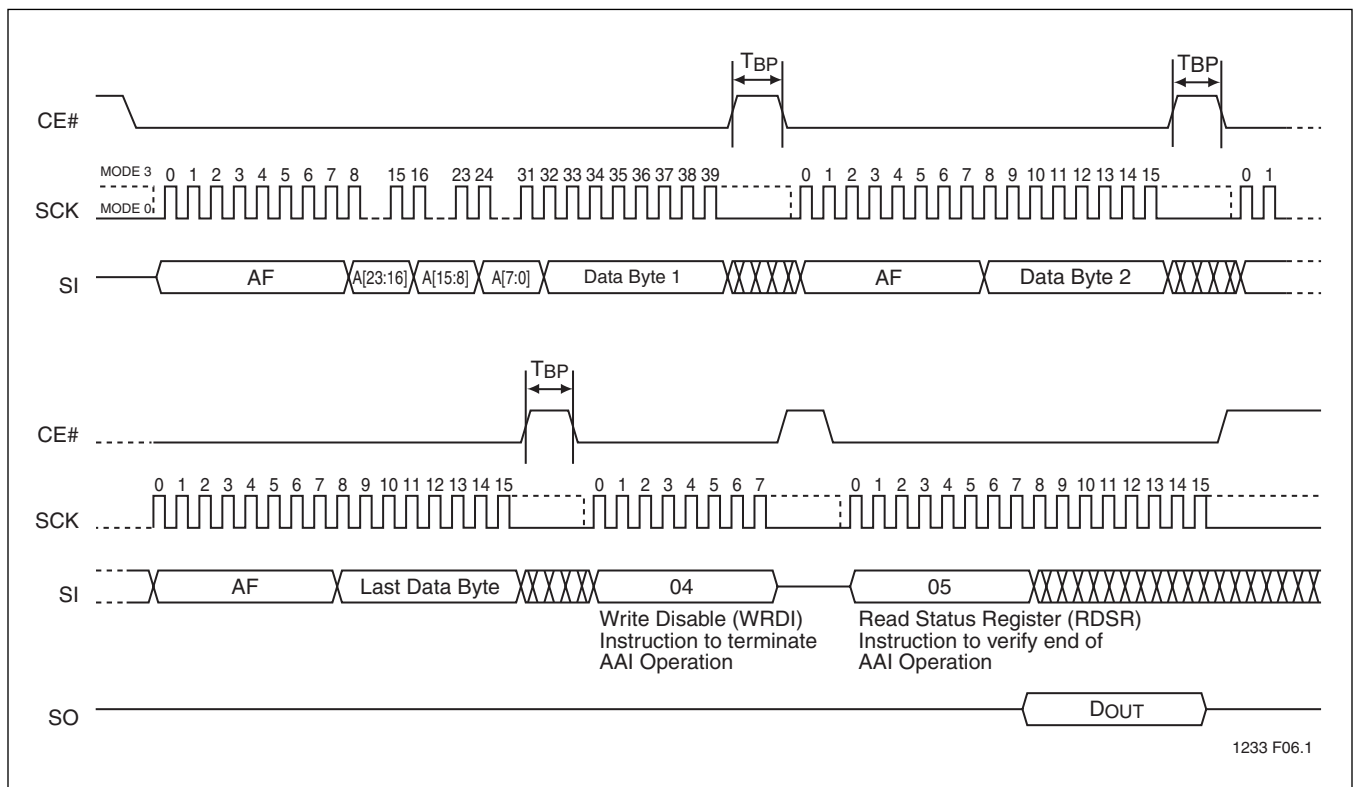 TBP
TBP
CE#
MODE 3
0 1 2 3 4 5 6 7 8 15 16 23 24 31 32 33 34 35 36 37 38 39 0 1 2 3 4 5 6 7 8 9 10 11 12 13 14 15 0 1
SCK
MODE 0
SI
AF
A[23:16]
A[15:8]
A[7:0]
Data Byte 1
AF
Data Byte 2
TBP
CE#
0 1 2 3 4 5 6 7 8 9 10 11 12 13 14 15 0 1 2 3 4 5 6 7 0 1 2 3 4 5 6 7 8 9 10 11 12 13 14 15
SCK
SI
AF
Last Data Byte
04
05
Write Disable (WRDI)
Instruction to terminate
AAI Operation
Read Status Register (RDSR)
Instruction to verify end of
AAI Operation
SO
DOUT
1233 F06.1